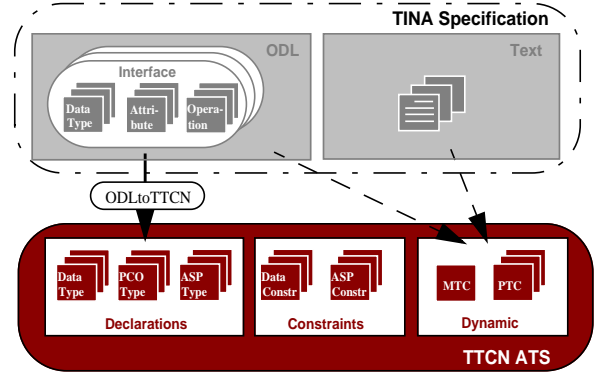 TINA Specification
ODL
Text
Interface
Data
Type
Attri-
bute
Opera-
tion
ODLtoTTCN
Data
Type
PCO
Type
ASP
Type
Data
Constr
ASP
Constr
MTC
PTC
Declarations
Constraints
Dynamic
TTCN ATS